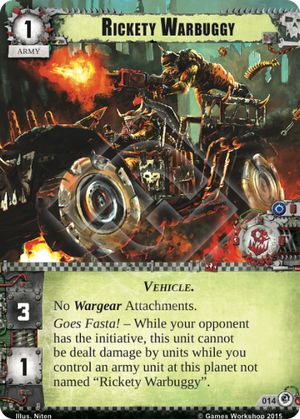 1
ARMY
RICKETY WARBUGGY
VEHICLE.
No Wargear Attachments.
Goes Fasta! – While your opponent
has the initiative, this unit cannot
be dealt damage by units while you
control an army unit at this planet not
named “Rickety Warbuggy”.
3
1
014
Illus. Niten
©Games Workshop 2015